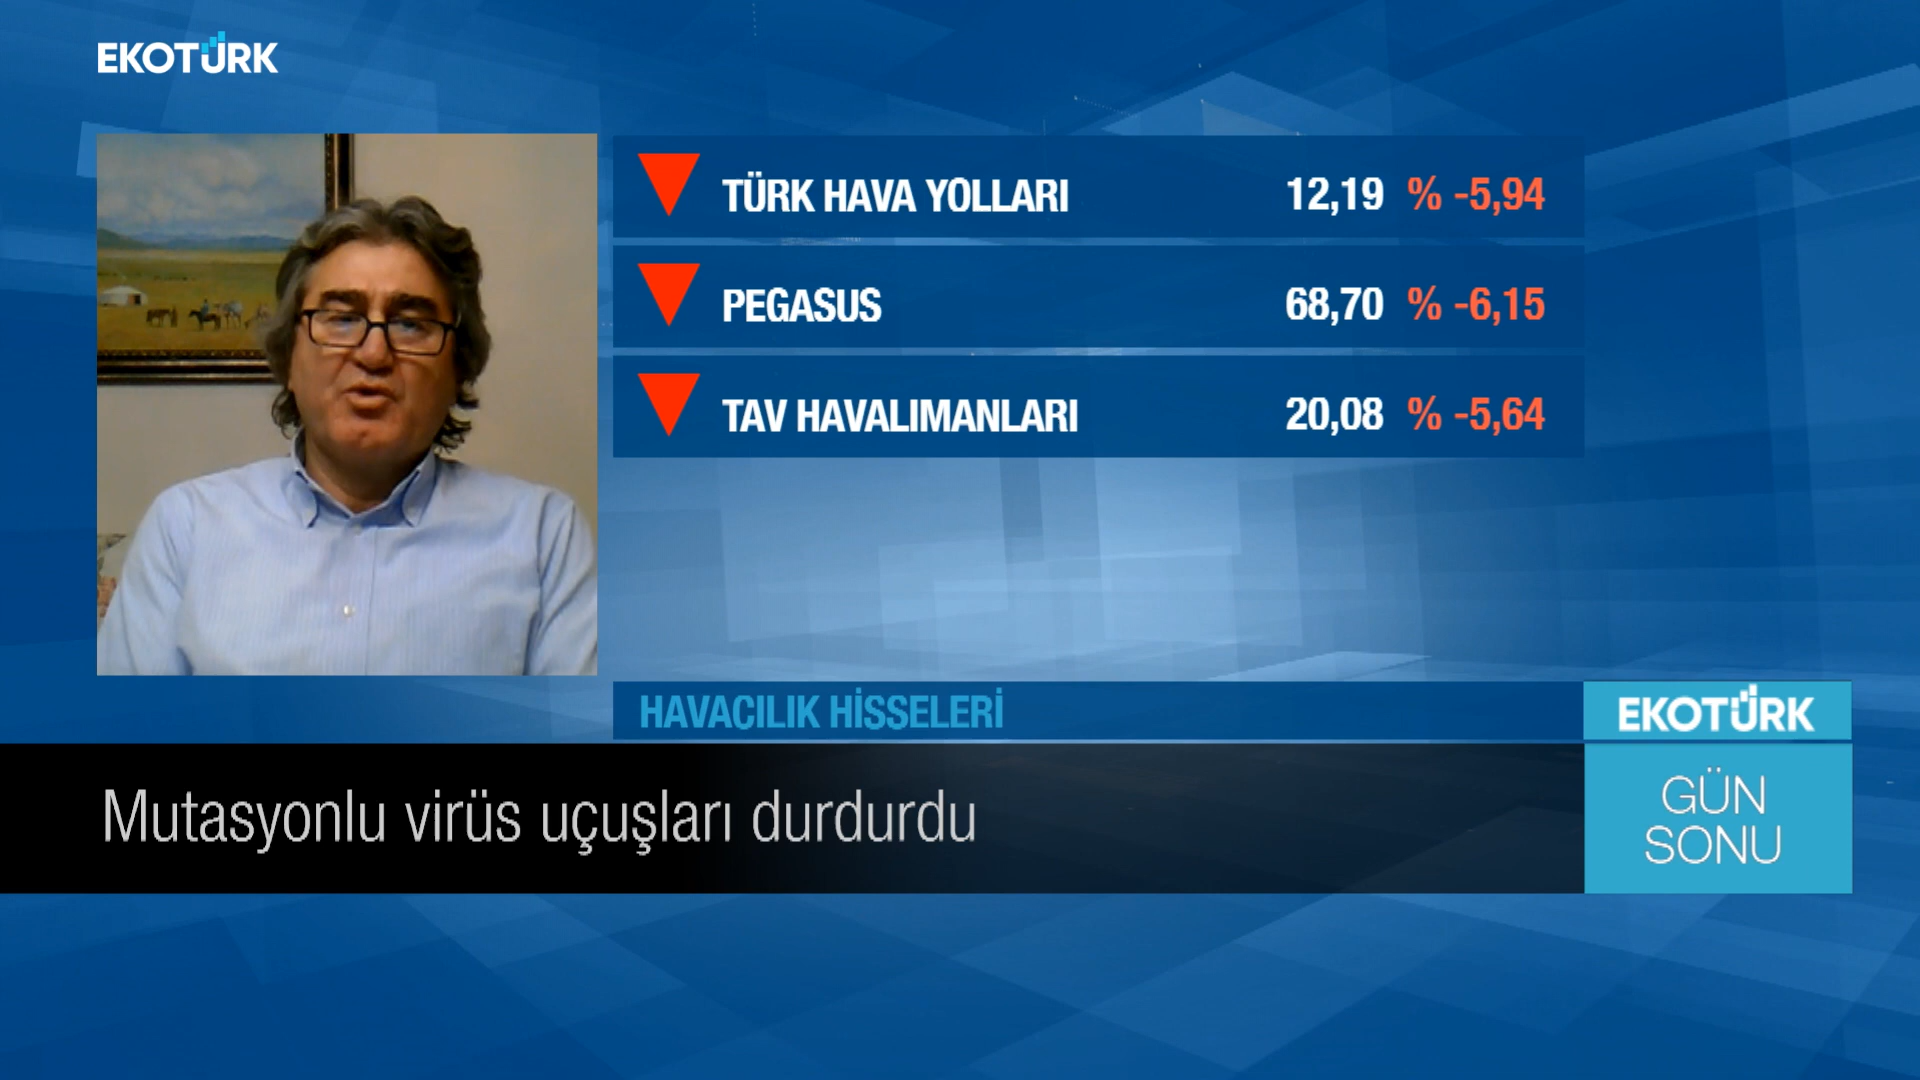 EKOTÜRK
TÜRK HAVA YOLLARI 12,19 % -5,94
PEGASUS 68,70 % -6,15
TAV HAVALIMANLARI 20,08 % -5,64
HAVACILIK HİSSELERİ
EKOTÜRK
Mutasyonlu virüs uçuşları durdurdu
GÜN
SONU